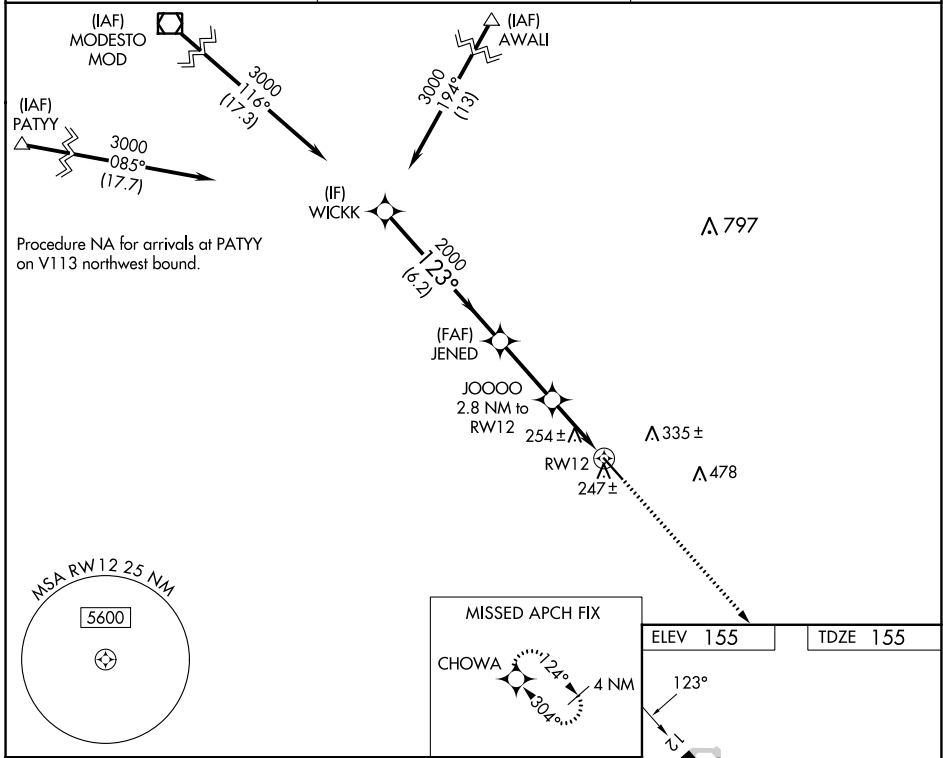 (IAF)
MODESTO
MOD
3000
116°
(17.3)
(IAF)
AWALI
3000
194°
(13)
(IAF)
PATYY
3000
085°
(17.7)
(IF)
WICKK
797
Procedure NA for arrivals at PATYY
on V113 northwest bound.
2000
123°
(6.2)
(FAF)
JENED
JOOOO
2.8 NM to
RW12
254±
335±
RW12
478
247±
MSA RW12 25 NM
5600
MISSED APCH FIX
CHOWA
124°
4 NM
304°
ELEV 155
TDZE 155
123°
12